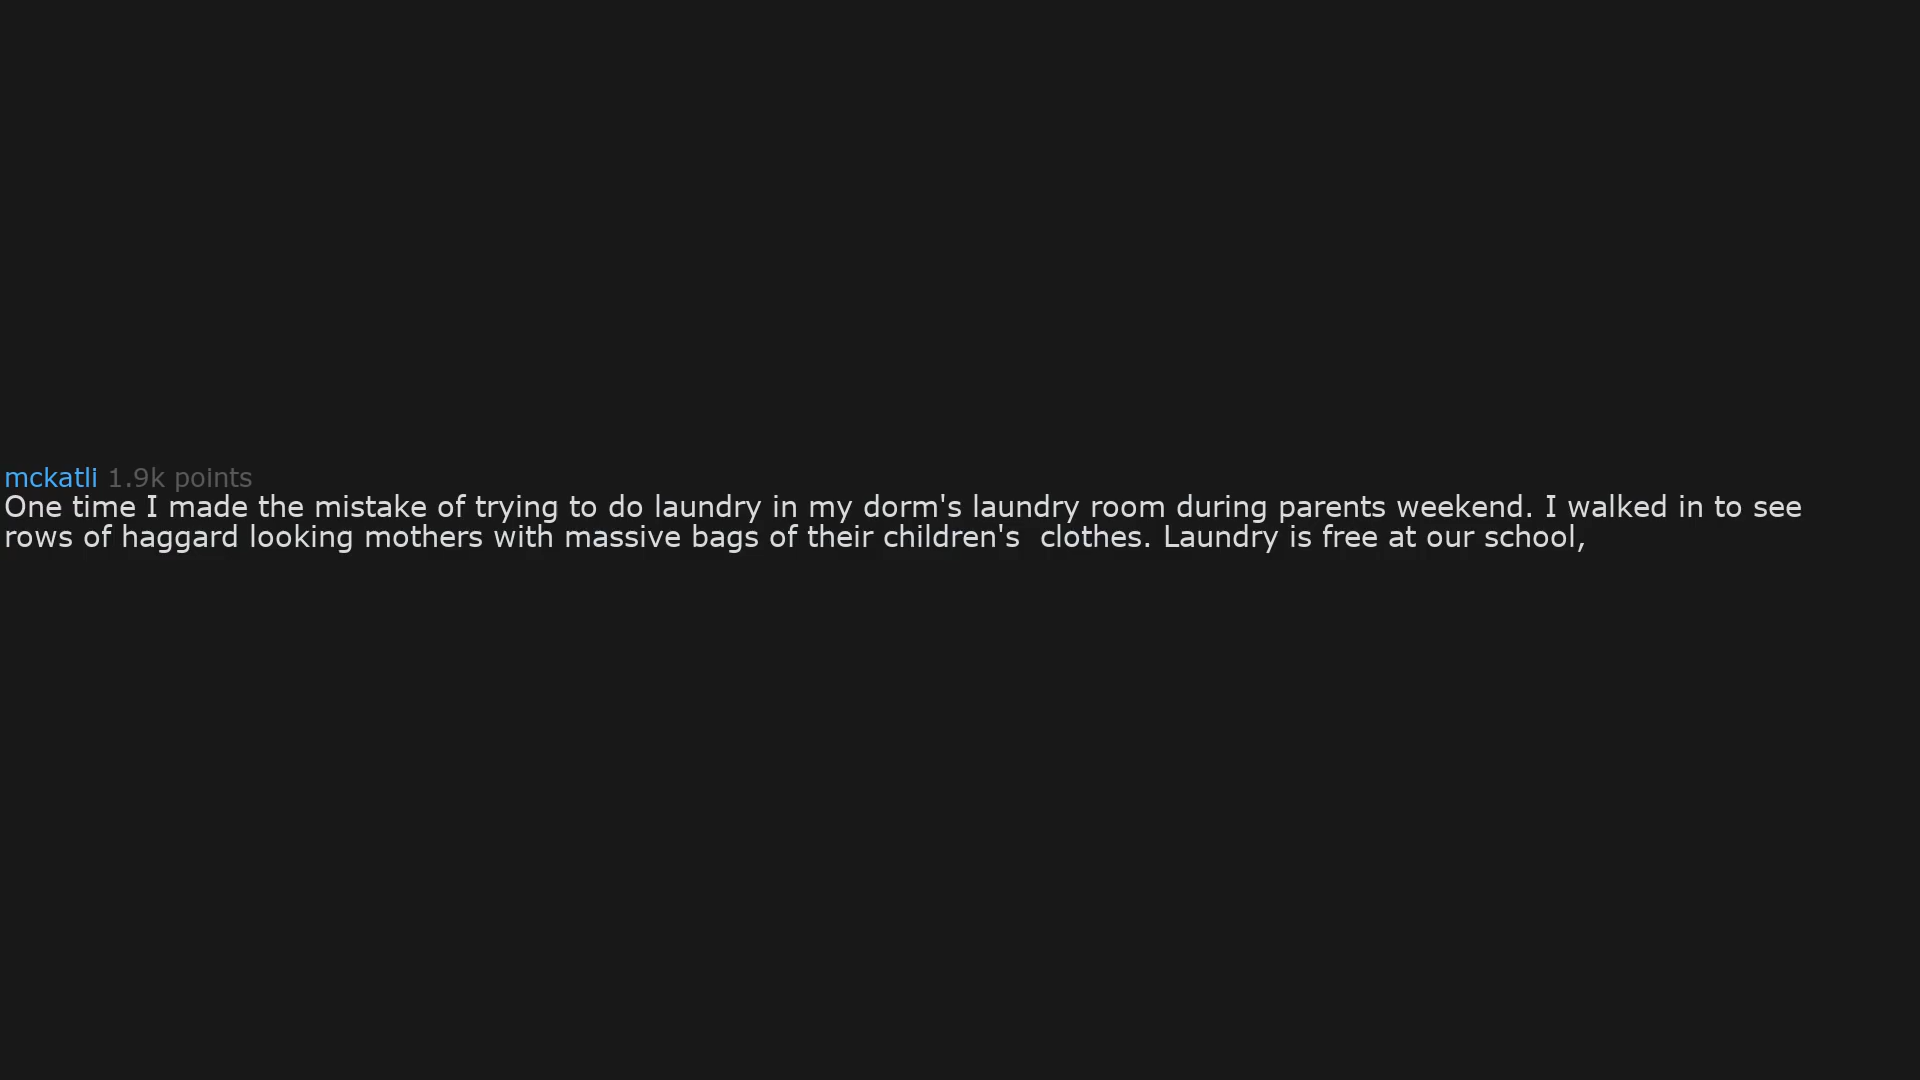 mckatli 1.9k points
One time I made the mistake of trying to do laundry in my dorm's laundry room during parents weekend. I walked in to see
rows of haggard looking mothers with massive bags of their children's  clothes. Laundry is free at our school,